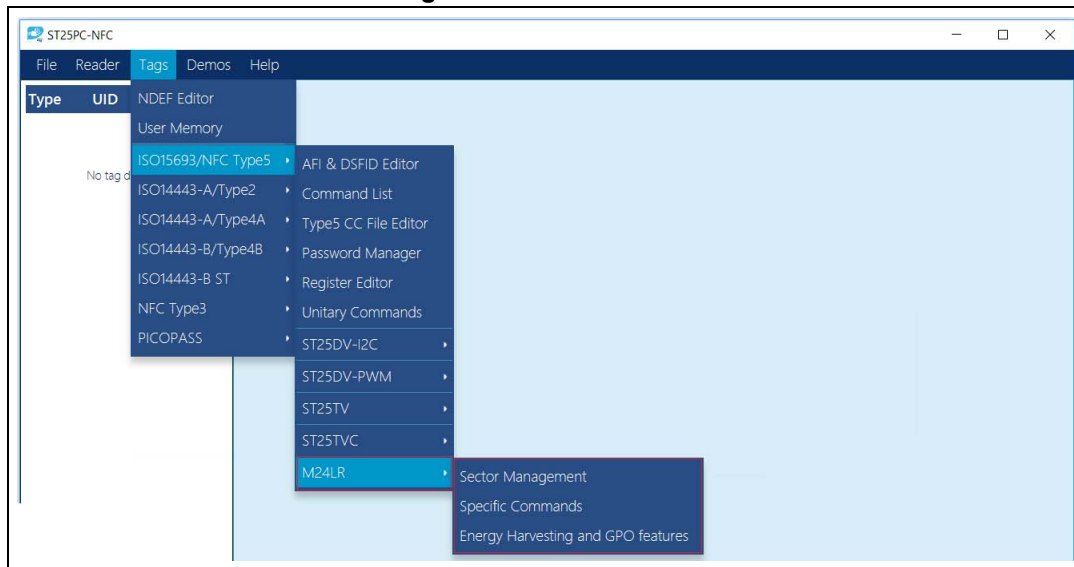 ST25PC-NFC
File Reader Tags Demos Help
Type UID
No tag d
NDEF Editor
User Memory
ISO15693/NFC Type5
ISO14443-A/Type2
ISO14443-A/Type4A
ISO14443-B/Type4B
ISO14443-B ST
NFC Type3
PICOPASS
AFI & DSFID Editor
Command List
Type5 CC File Editor
Password Manager
Register Editor
Unitary Commands
ST25DV-I2C
ST25DV-PWM
ST25TV
ST25TVC
M24LR
Sector Management
Specific Commands
Energy Harvesting and GPO features